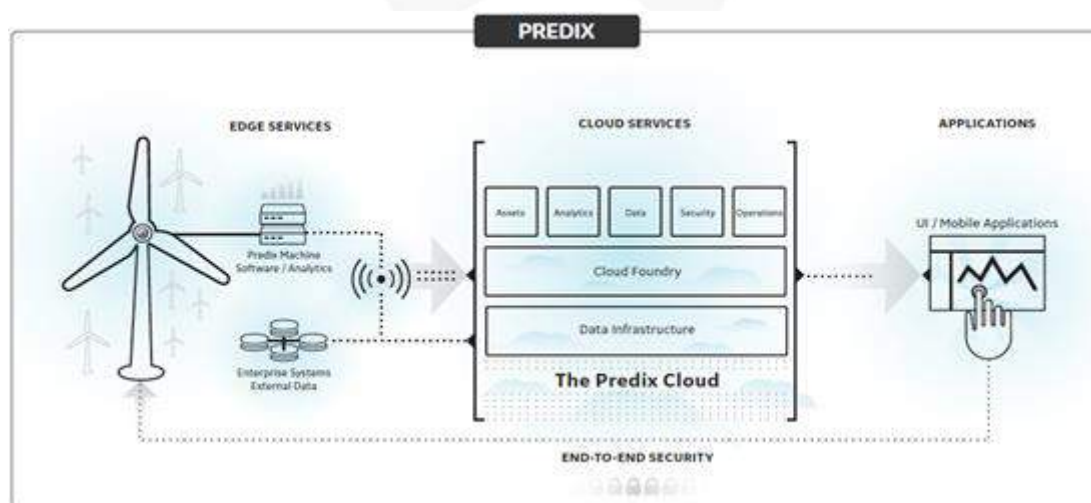 PREDIX
EDGE SERVICES
CLOUD SERVICES
APPLICATIONS
Assets
Analytics
Data
Security
Operations
UI / Mobile Applications
Predix Machine
Software / Analytics
Cloud Foundry
Data Infrastructure
Enterprise Systems
External Data
The Predix Cloud
END-TO-END SECURITY